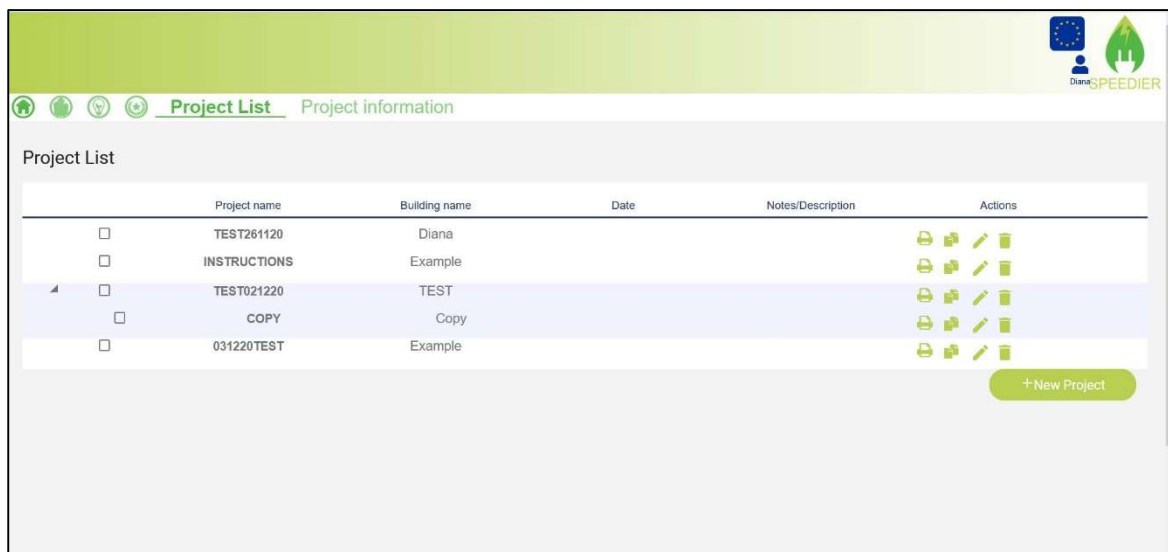 Diana
SPEEDIER
Project List Project information
Project List
Project name Building name Date Notes/Description Actions
TEST261120 Diana
INSTRUCTIONS Example
TEST021220 TEST
COPY Copy
031220TEST Example
+New Project